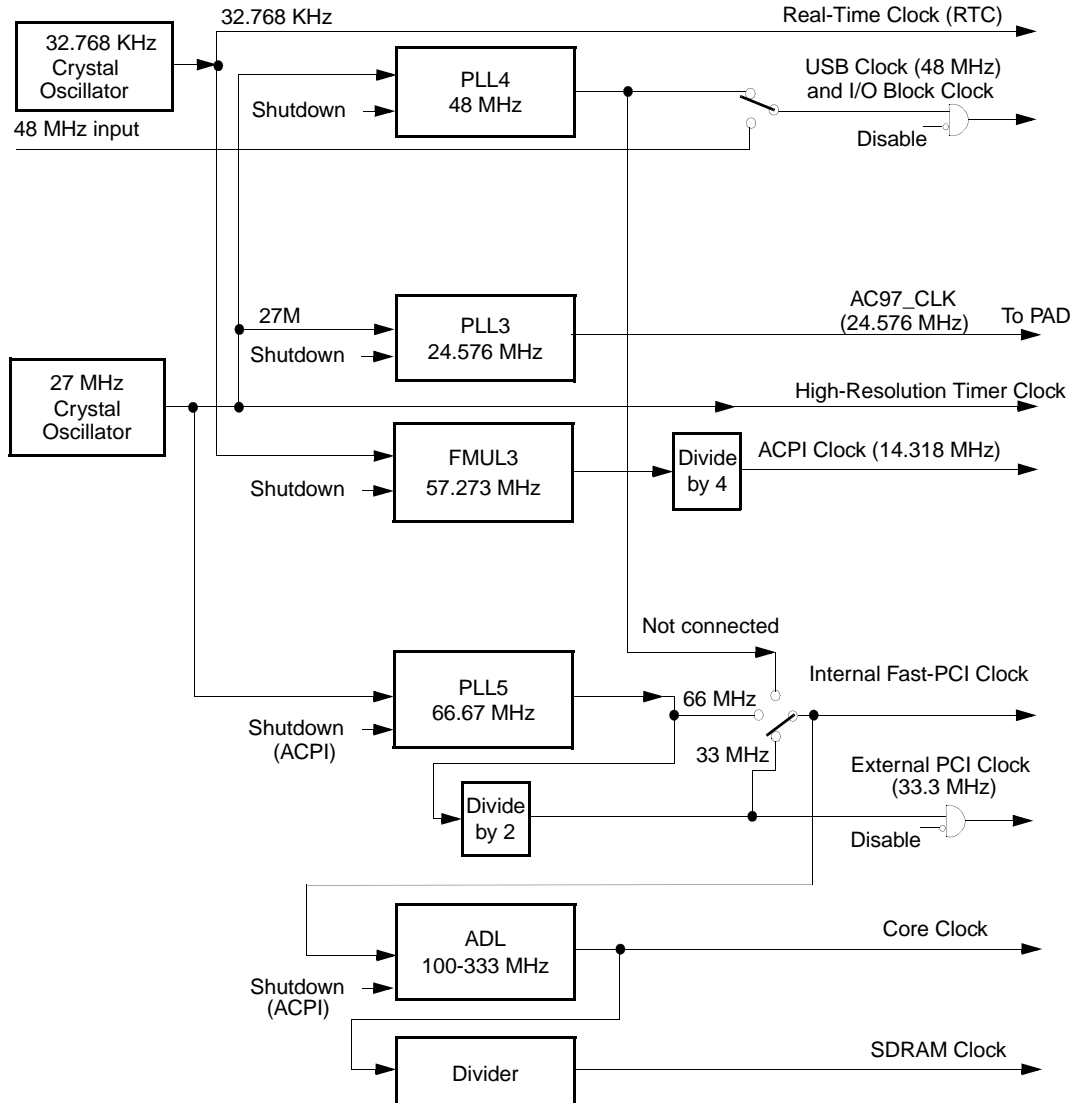 32.768 KHz
Real-Time Clock (RTC)
32.768 KHz
Crystal
Oscillator
PLL4
48 MHz
Shutdown
USB Clock (48 MHz)
and I/O Block Clock
48 MHz input
Disable
27M
PLL3
24.576 MHz
Shutdown
AC97_CLK
(24.576 MHz)
To PAD
27 MHz
Crystal
Oscillator
High-Resolution Timer Clock
FMUL3
57.273 MHz
Shutdown
Divide
by 4
ACPI Clock (14.318 MHz)
Not connected
PLL5
66.67 MHz
Shutdown
(ACPI)
66 MHz
33 MHz
Internal Fast-PCI Clock
Divide
by 2
External PCI Clock
(33.3 MHz)
Disable
ADL
100-333 MHz
Shutdown
(ACPI)
Core Clock
Divider
SDRAM Clock